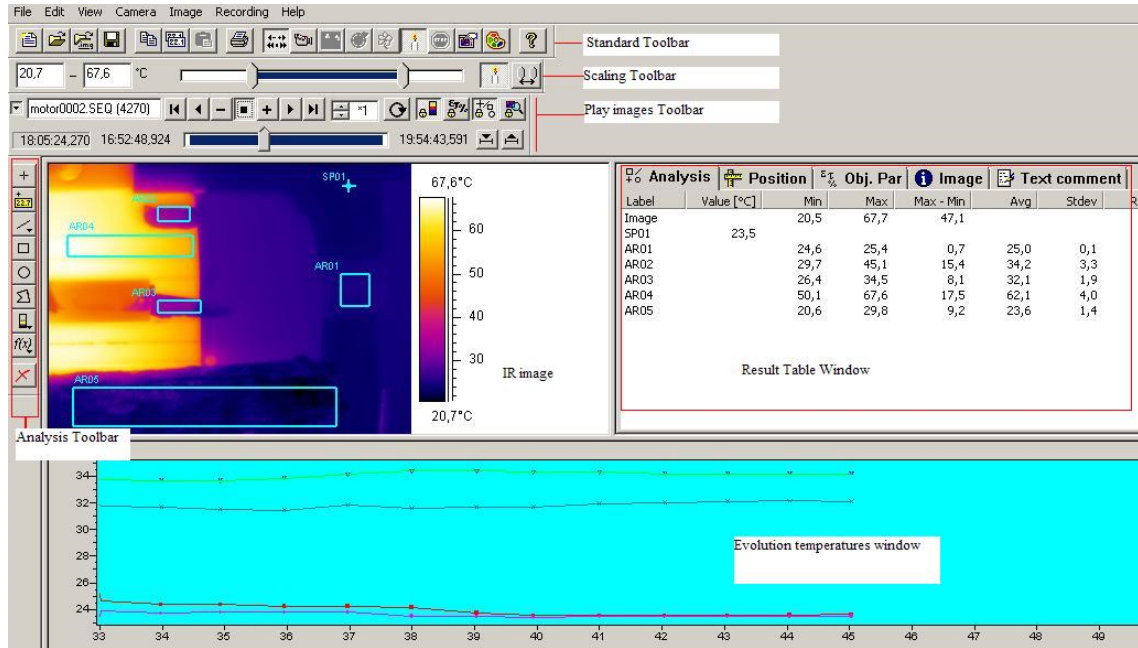 File Edit View Camera Image Recording Help
Standard Toolbar
20,7 – 67,6 °C
Scaling Toolbar
motor0002.SEQ (4270) ×1
Play images Toolbar
18:05:24,270 16:52:48,924 19:54:43,591
22.7
f(x)
Analysis Toolbar
SP01
AR02
AR04
AR01
AR03
AR05
67,6°C
60
50
40
30
20,7°C
IR image
Analysis Position Obj. Par Image Text comment
Label Value [°C] Min Max Max - Min Avg Stdev R
Image 20,5 67,7 47,1
SP01 23,5
AR01 24,6 25,4 0,7 25,0 0,1
AR02 29,7 45,1 15,4 34,2 3,3
AR03 26,4 34,5 8,1 32,1 1,9
AR04 50,1 67,6 17,5 62,1 4,0
AR05 20,6 29,8 9,2 23,6 1,4
Result Table Window
34
32
30
28
26
24
Evolution temperatures window
33 34 35 36 37 38 39 40 41 42 43 44 45 46 47 48 49